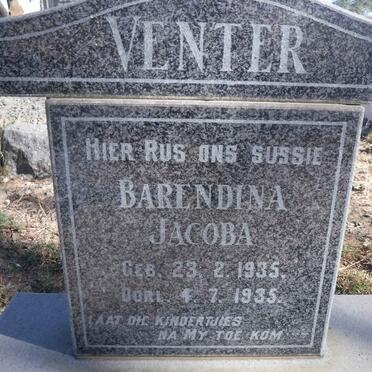 VENTER
HIER RUS ONS SUSSIE
BARENDINA
JACOBA
GEB. 23. 2. 1935.
OORL. 4. 7. 1935.
LAAT DIE KINDERTJIES
NA MY TOE KOM